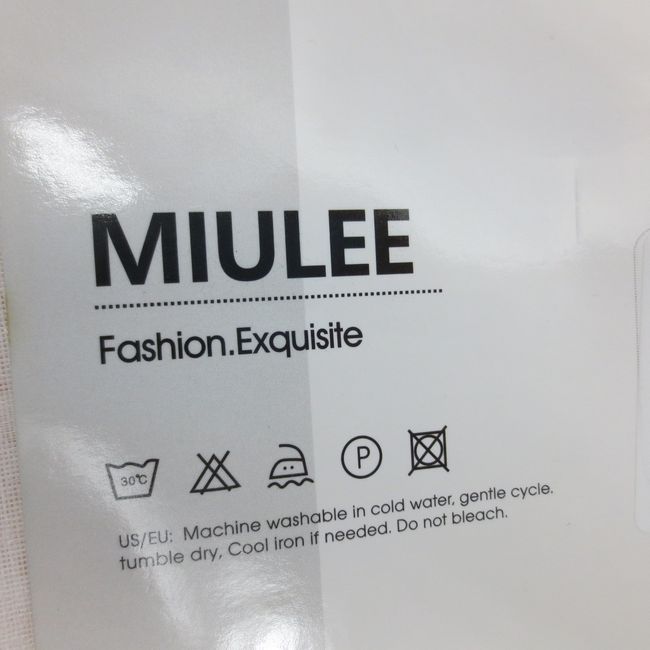 MIULEE
Fashion.Exquisite
30℃
P
US/EU: Machine washable in cold water, gentle cycle.
tumble dry, Cool iron if needed. Do not bleach.